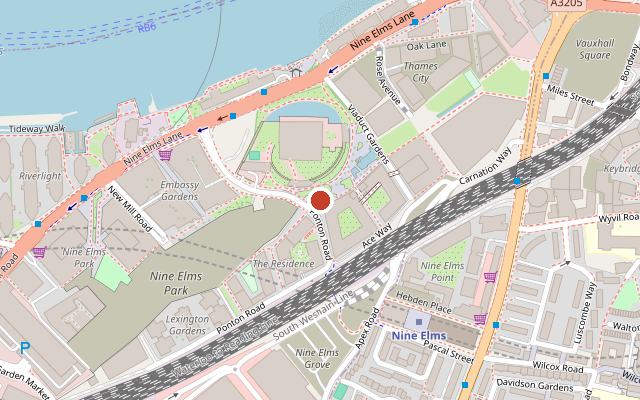 A3205
RB6
Nine Elms Lane
Oak Lane
Vauxhall
Square
Bondway
Thames
City
Rose Avenue
Miles Street
Viaduct Gardens
Tideway Walk
Nine Elms Lane
Carnation Way
Keybridge
Riverlight
Embassy
Gardens
New Mill Road
Wyvil Road
Ponton Road
Ace Way
Nine Elms
Park
The Residence
Nine Elms
Point
Road
Nine Elms
Park
Hebden Place
Luscombe Way
Lexington
Gardens
Ponton Road
South Western Line
Apex Road
Nine Elms
Pascal Street
P
Nine Elms
Grove
Wilcox Road
Davidson Gardens